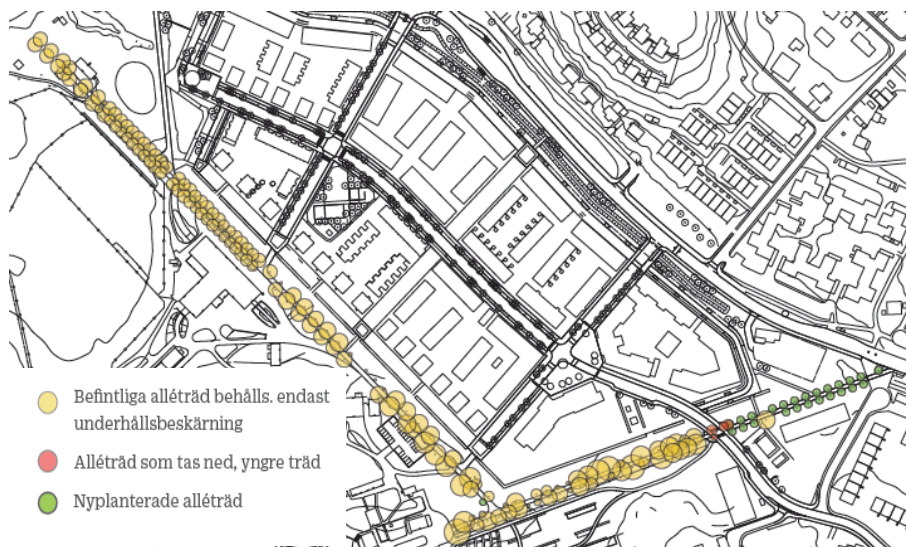 Befintliga alléträd behålls. endast
underhållsbeskärning
Alléträd som tas ned, yngre träd
Nyplanterade alléträd